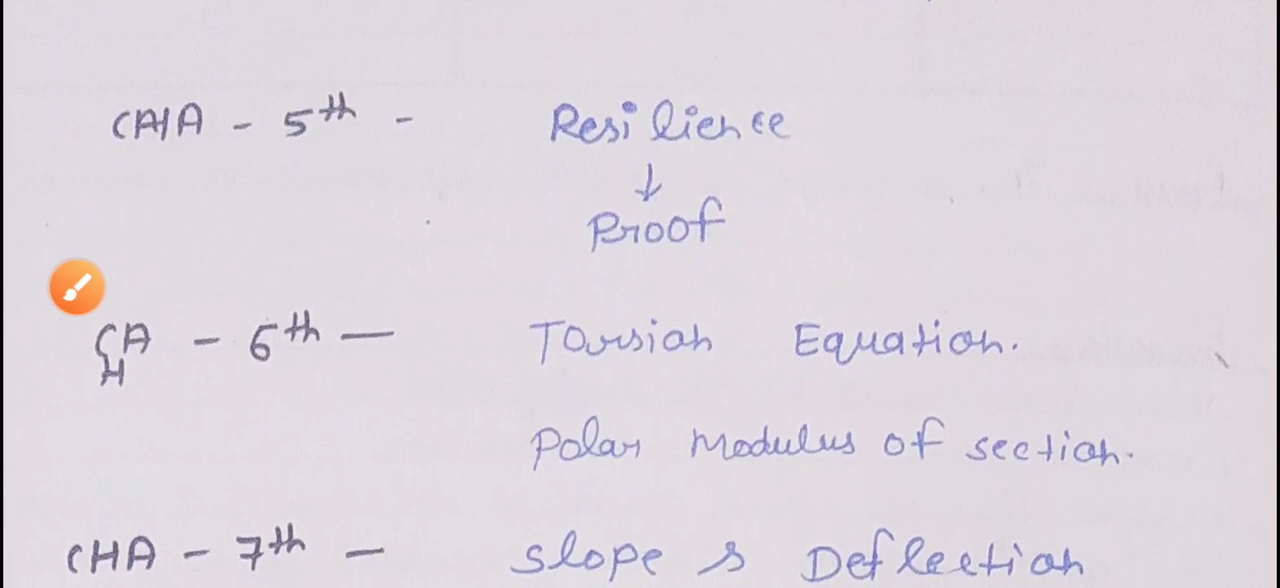 CHA - 5th - Resilience
↓
Proof
CHA - 6th - Torsion Equation.
Polar Modulus of section.
CHA - 7th - Slope & Deflection